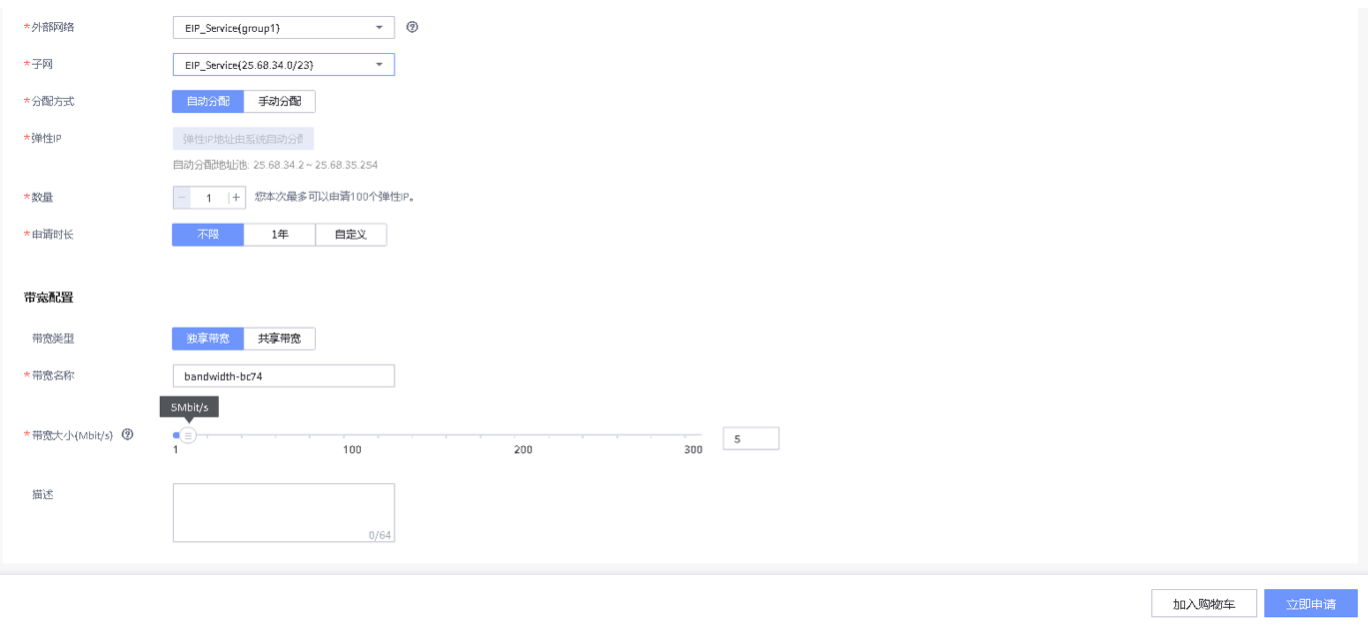 *外部网络 EIP_Service(group1)
*子网 EIP_Service(25.68.34.0/23)
*分配方式 自动分配 手动分配
*弹性IP 弹性IP地址由系统自动分配
自动分配地址池: 25.68.34.2 ~ 25.68.35.254
*数量 − 1 + 您本次最多可以申请100个弹性IP。
*申请时长 不限 1年 自定义
带宽配置
带宽类型 独享带宽 共享带宽
*带宽名称 bandwidth-bc74
5Mbit/s
*带宽大小(Mbit/s) 5
1 100 200 300
描述
0/64
加入购物车 立即申请